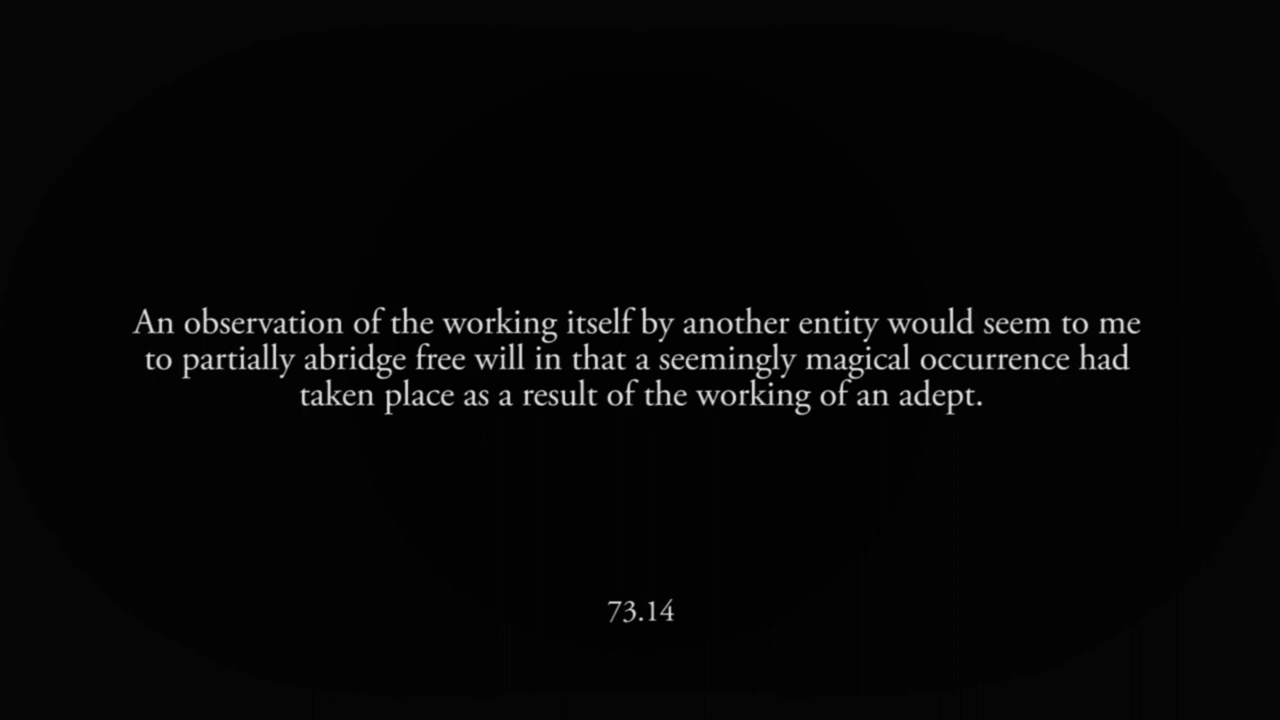 An observation of the working itself by another entity would seem to me
to partially abridge free will in that a seemingly magical occurrence had
taken place as a result of the working of an adept.
73.14